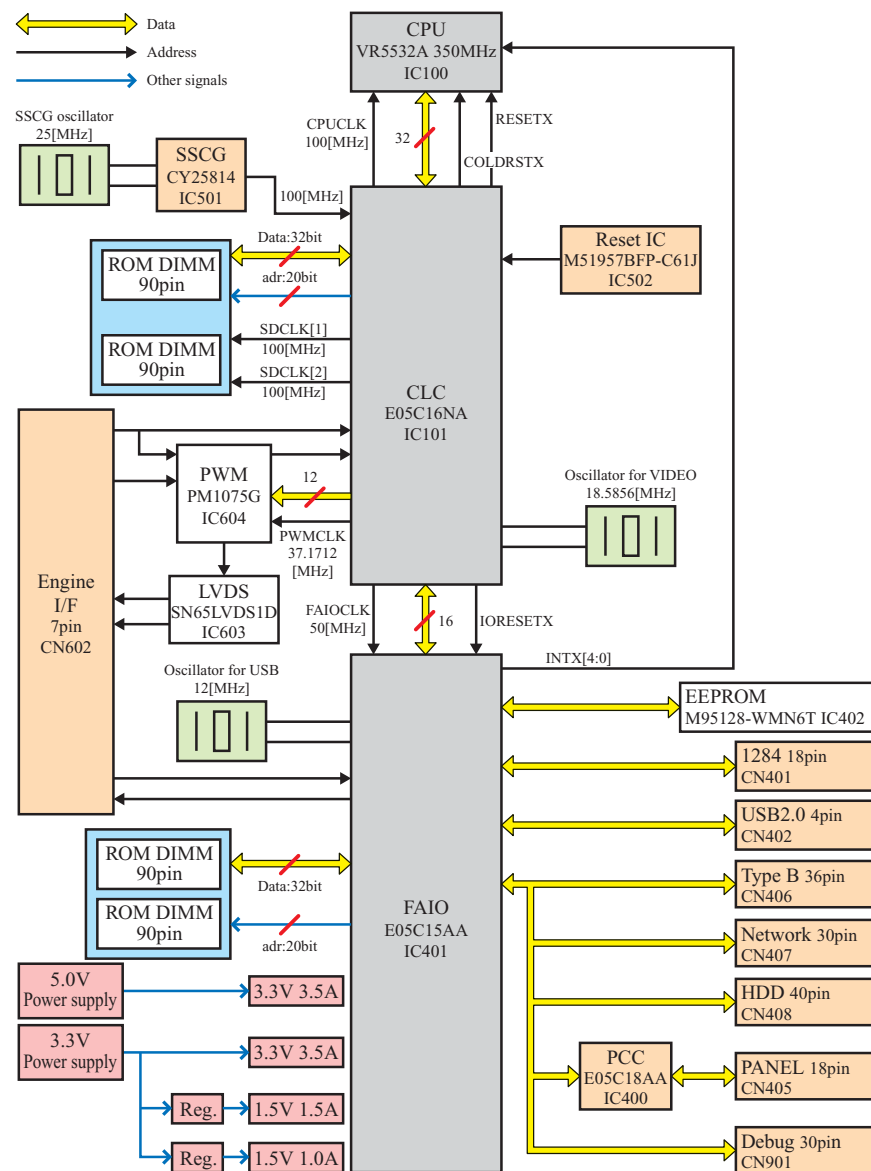 Data
Address
Other signals
CPU
VR5532A 350MHz
IC100
SSCG oscillator
25[MHz]
SSCG
CY25814
IC501
100[MHz]
CPUCLK
100[MHz]
32
RESETX
COLDRSTX
ROM DIMM
90pin
ROM DIMM
90pin
Data:32bit
adr:20bit
SDCLK[1]
100[MHz]
SDCLK[2]
100[MHz]
CLC
E05C16NA
IC101
Reset IC
M51957BFP-C61J
IC502
Engine
I/F
7pin
CN602
PWM
PM1075G
IC604
12
PWMCLK
37.1712
[MHz]
Oscillator for VIDEO
18.5856[MHz]
LVDS
SN65LVDS1D
IC603
FAIOCLK
50[MHz]
16
IORESETX
INTX[4:0]
Oscillator for USB
12[MHz]
FAIO
E05C15AA
IC401
ROM DIMM
90pin
ROM DIMM
90pin
Data:32bit
adr:20bit
EEPROM
M95128-WMN6T IC402
1284 18pin
CN401
USB2.0 4pin
CN402
Type B 36pin
CN406
Network 30pin
CN407
HDD 40pin
CN408
PCC
E05C18AA
IC400
PANEL 18pin
CN405
Debug 30pin
CN901
5.0V
Power supply
3.3V 3.5A
3.3V
Power supply
3.3V 3.5A
Reg.
1.5V 1.5A
Reg.
1.5V 1.0A